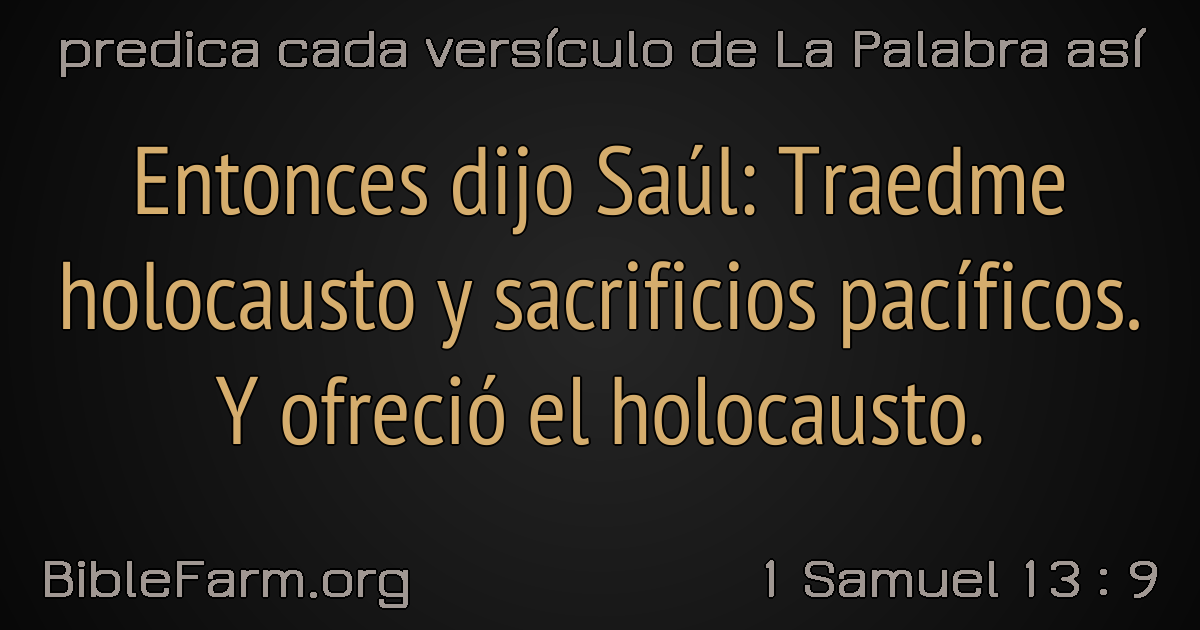 predica cada versículo de La Palabra así
Entonces dijo Saúl: Traedme
holocausto y sacrificios pacíficos.
Y ofreció el holocausto.
BibleFarm.org
1 Samuel 13 : 9